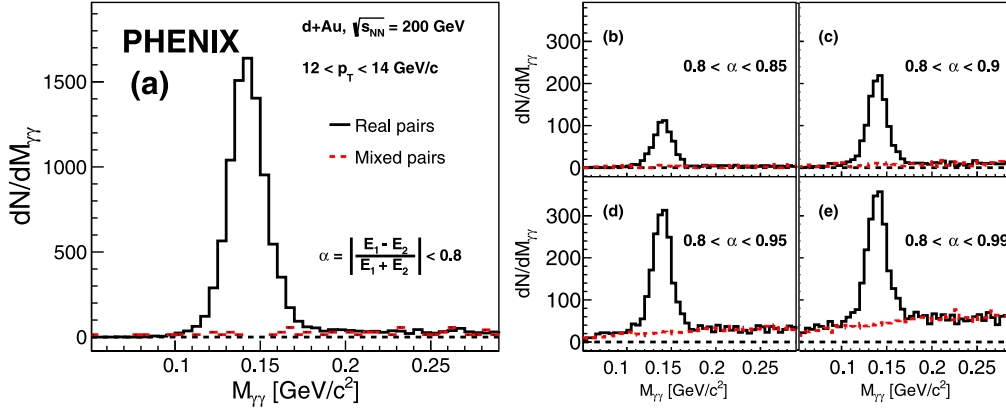 PHENIX
(a)
d+Au, √s_NN = 200 GeV
12 < p_T < 14 GeV/c
Real pairs
Mixed pairs
α = |E₁ - E₂ / E₁ + E₂| < 0.8
dN/dM_γγ
1500
1000
500
0
0.1
0.15
0.2
0.25
M_γγ [GeV/c²]
(b)
0.8 < α < 0.85
(c)
0.8 < α < 0.9
dN/dM_γγ
300
200
100
0
(d)
0.8 < α < 0.95
(e)
0.8 < α < 0.99
dN/dM_γγ
300
200
100
0
0.1
0.15
0.2
0.25
0.1
0.15
0.2
0.25
M_γγ [GeV/c²]
M_γγ [GeV/c²]